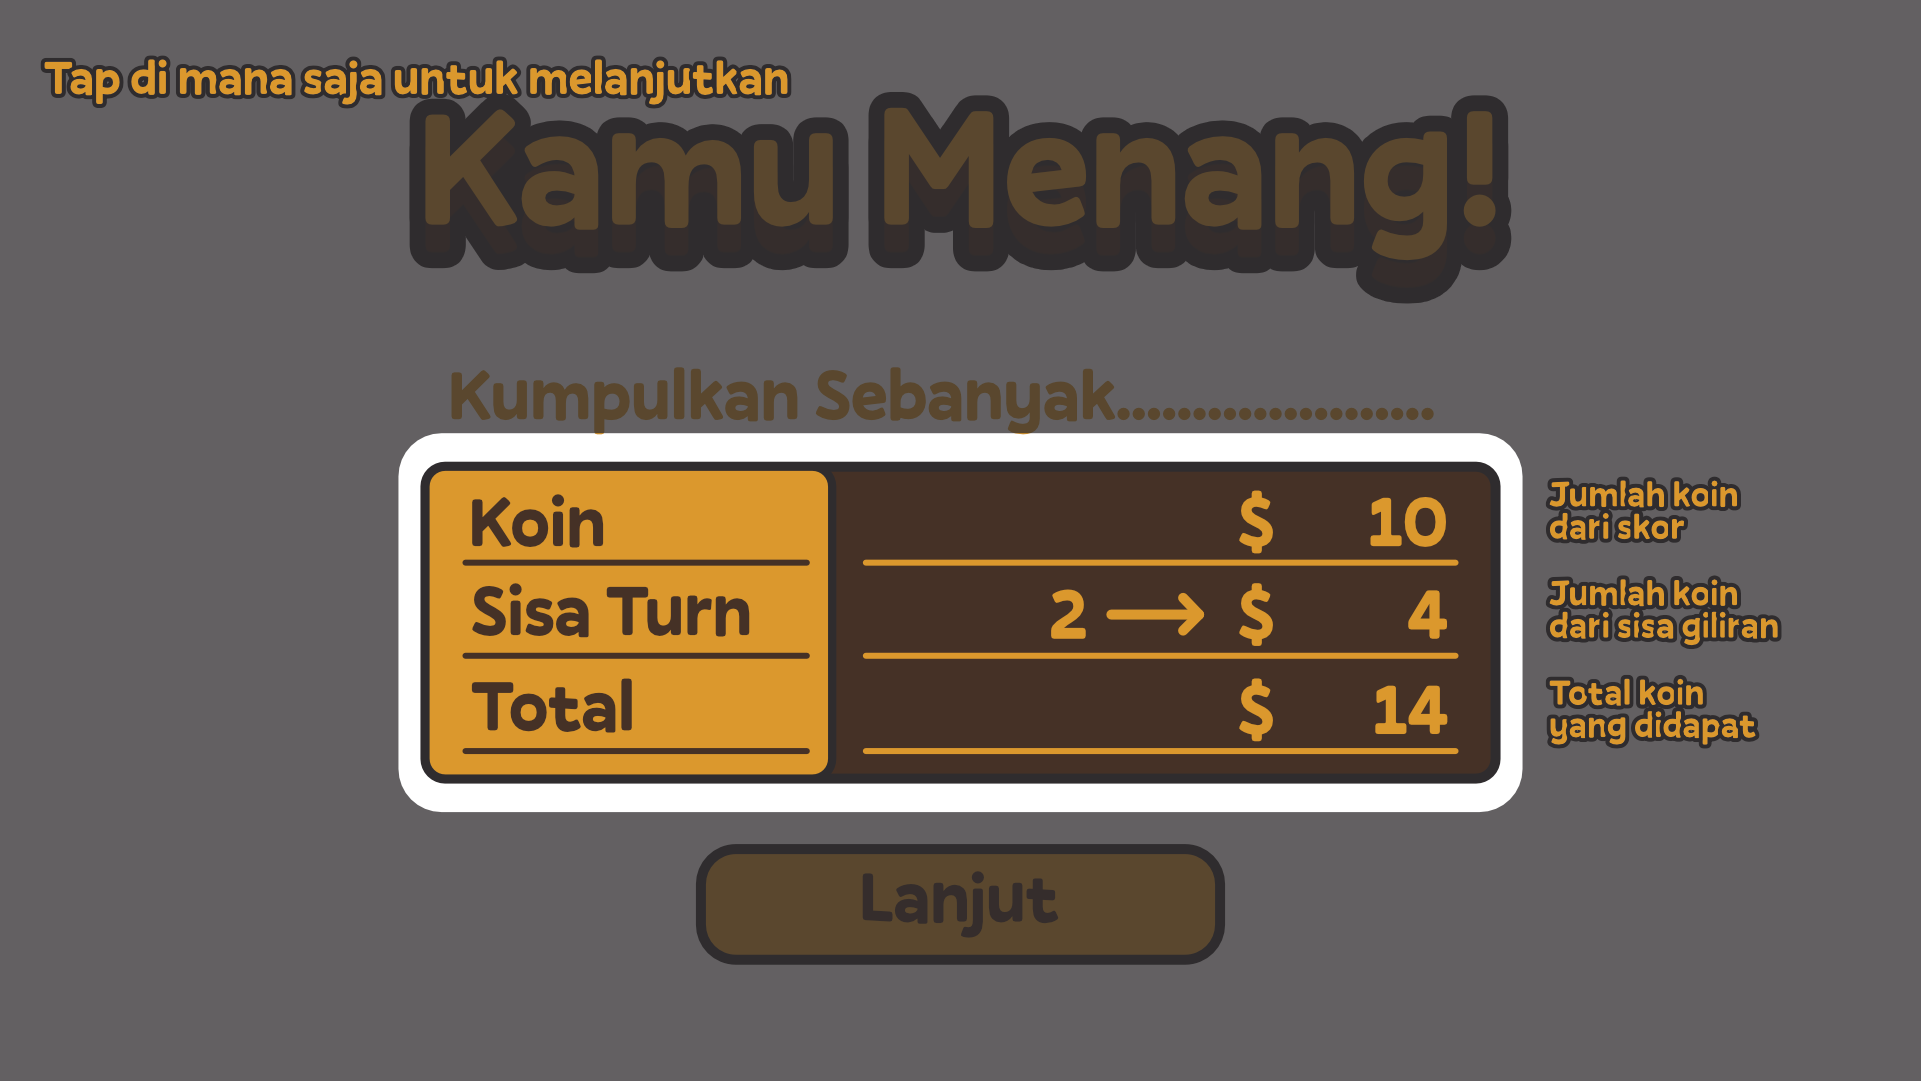 Tap di mana saja untuk melanjutkan
Kamu Menang!
Kumpulkan Sebanyak.....................
Koin $ 10
Jumlah koin
dari skor
Sisa Turn 2 → $ 4
Jumlah koin
dari sisa giliran
Total $ 14
Total koin
yang didapat
Lanjut